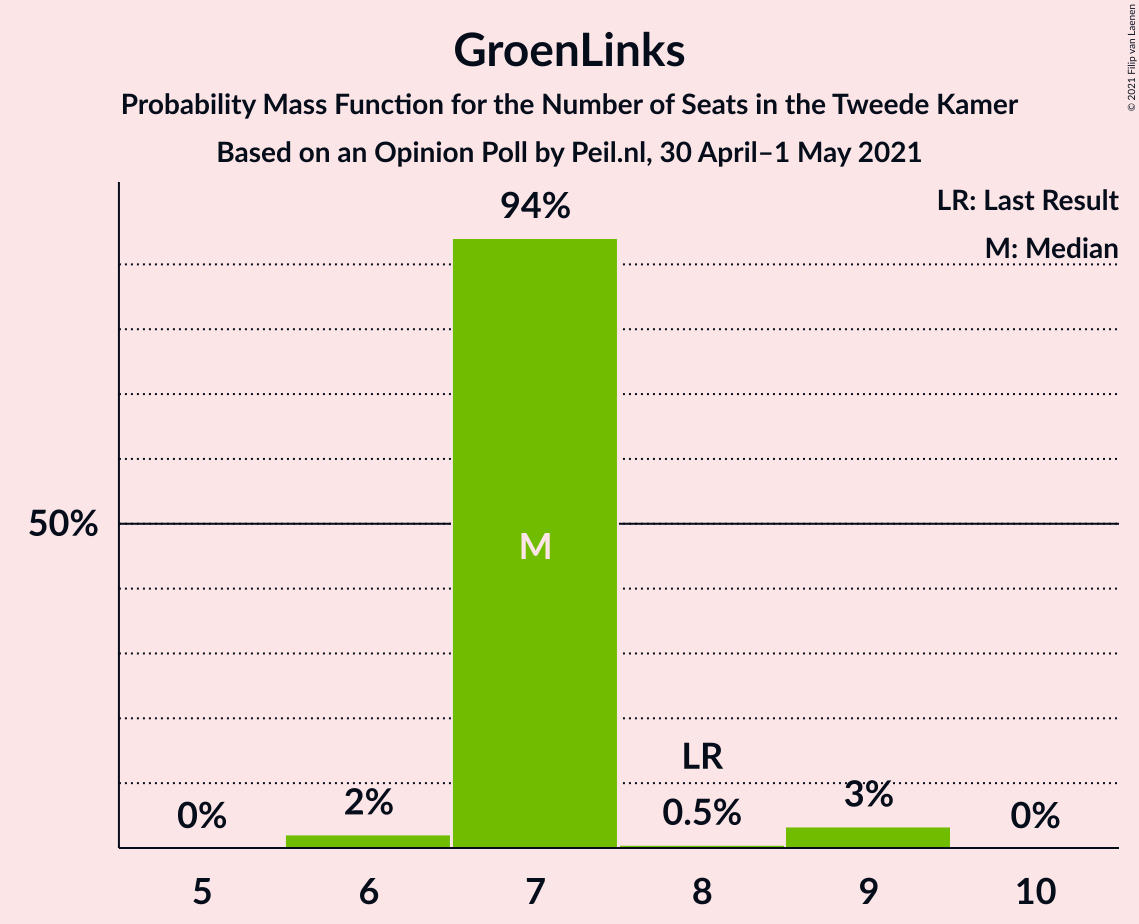 GroenLinks
Probability Mass Function for the Number of Seats in the Tweede Kamer
Based on an Opinion Poll by Peil.nl, 30 April–1 May 2021
© 2021 Filip van Laenen
LR: Last Result
M: Median
94%
50%
M
LR
0%
2%
0.5%
3%
0%
5
6
7
8
9
10